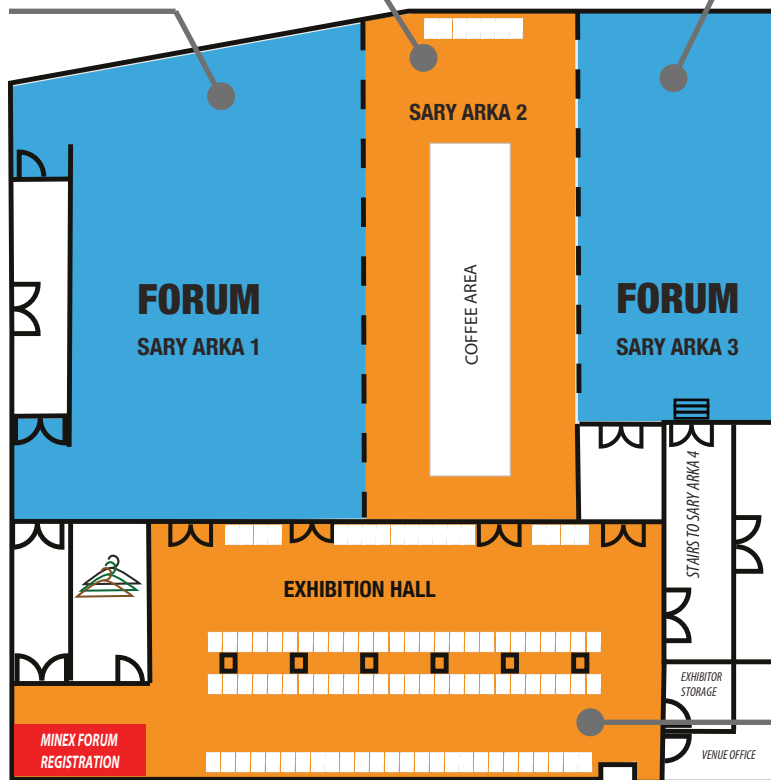 SARY ARKA 2
COFFEE AREA
FORUM
SARY ARKA 1
FORUM
SARY ARKA 3
STAIRS TO SARY ARKA 4
EXHIBITION HALL
EXHIBITOR
STORAGE
MINEX FORUM
REGISTRATION
VENUE OFFICE